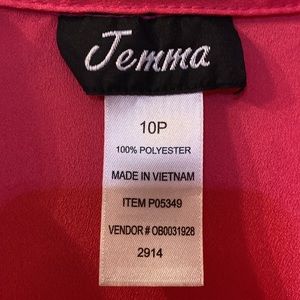 Jemma
10P
100% POLYESTER
MADE IN VIETNAM
ITEM P05349
VENDOR # OB0031928
2914